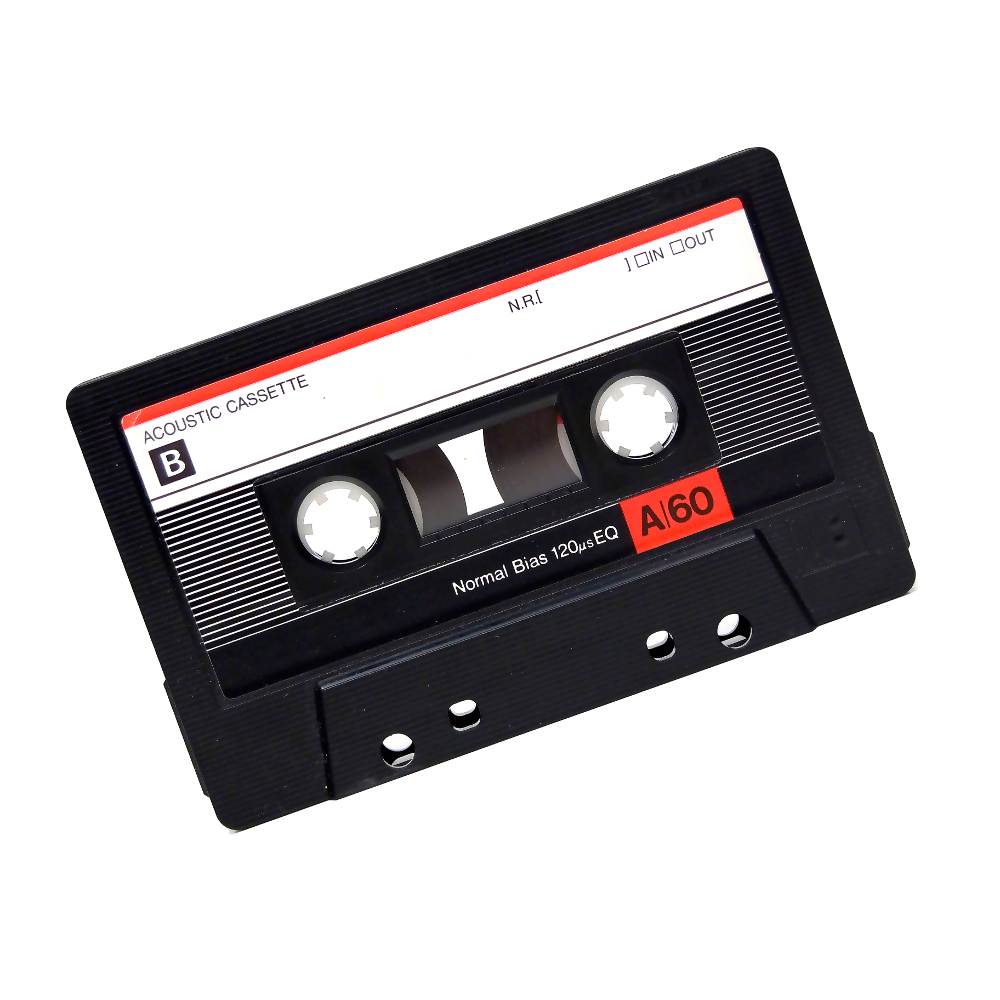 ACOUSTIC CASSETTE
B
N.R.[ ] □IN □OUT
Normal Bias 120μs EQ
A|60